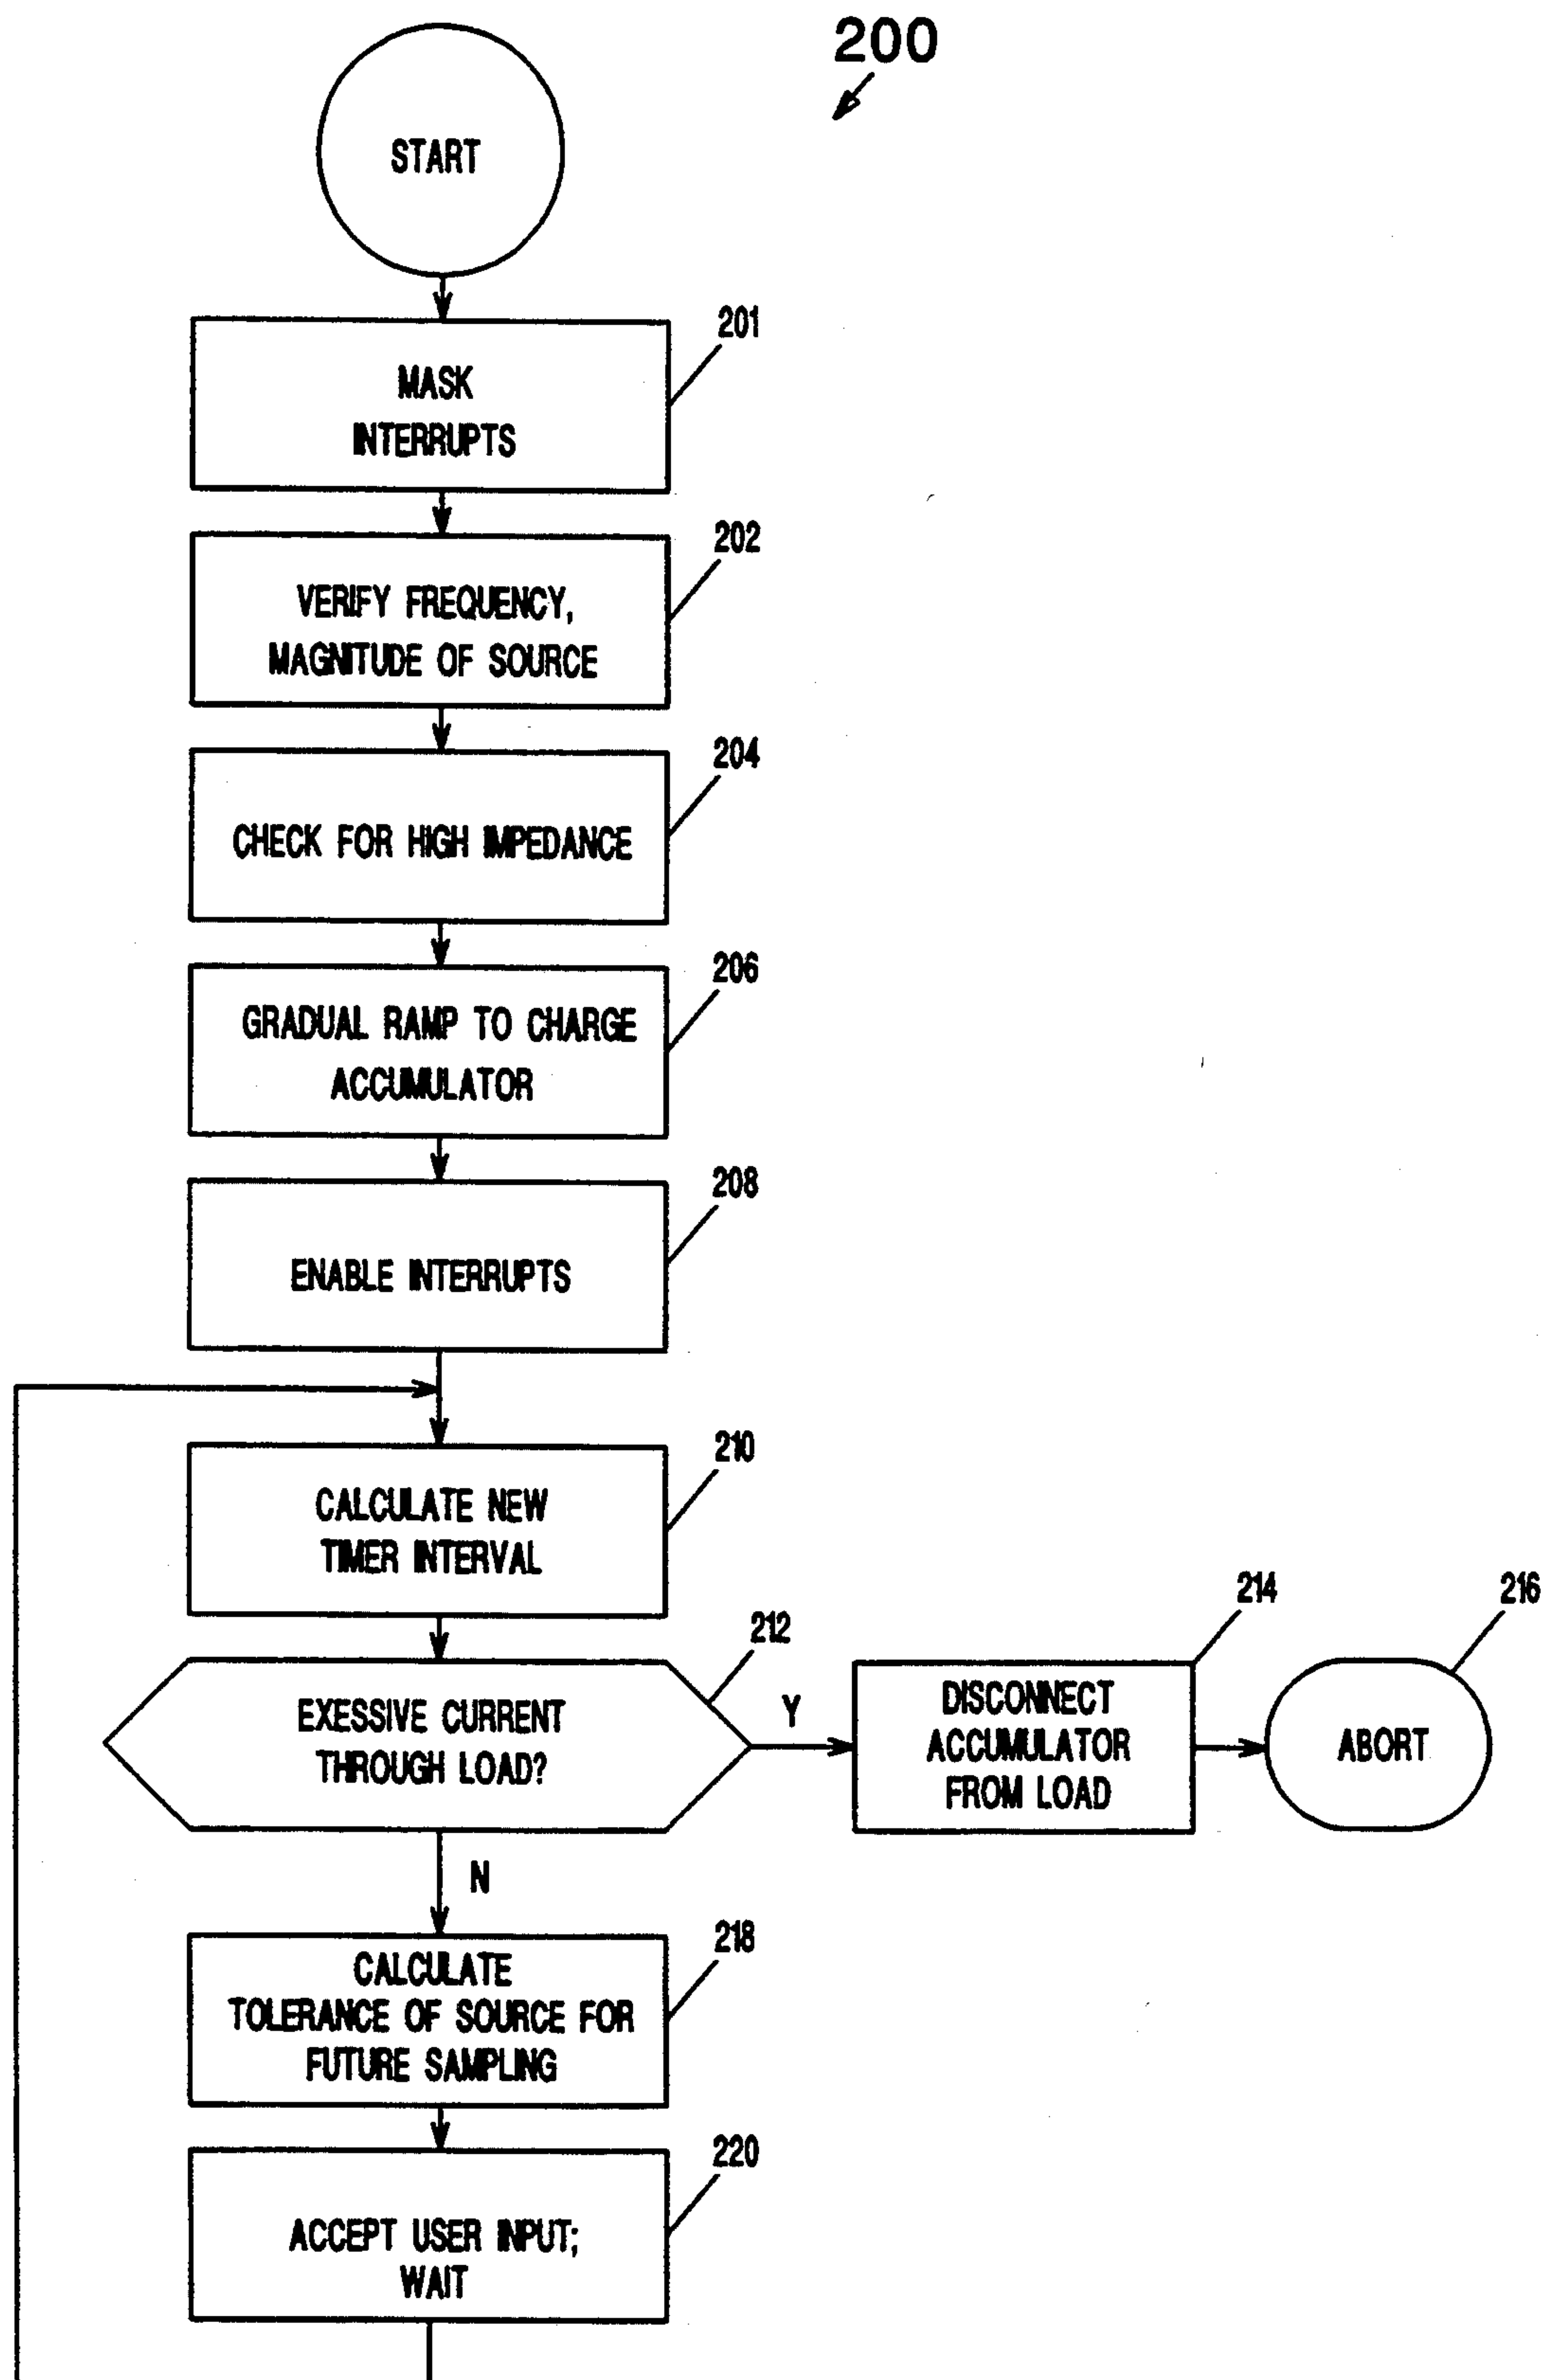 200
START
201
MASK
INTERRUPTS
202
VERIFY FREQUENCY,
MAGNITUDE OF SOURCE
204
CHECK FOR HIGH IMPEDANCE
206
GRADUAL RAMP TO CHARGE
ACCUMULATOR
208
ENABLE INTERRUPTS
210
CALCULATE NEW
TIMER INTERVAL
212
EXESSIVE CURRENT
THROUGH LOAD?
Y
214
DISCONNECT
ACCUMULATOR
FROM LOAD
216
ABORT
N
218
CALCULATE
TOLERANCE OF SOURCE FOR
FUTURE SAMPLING
220
ACCEPT USER INPUT;
WAIT